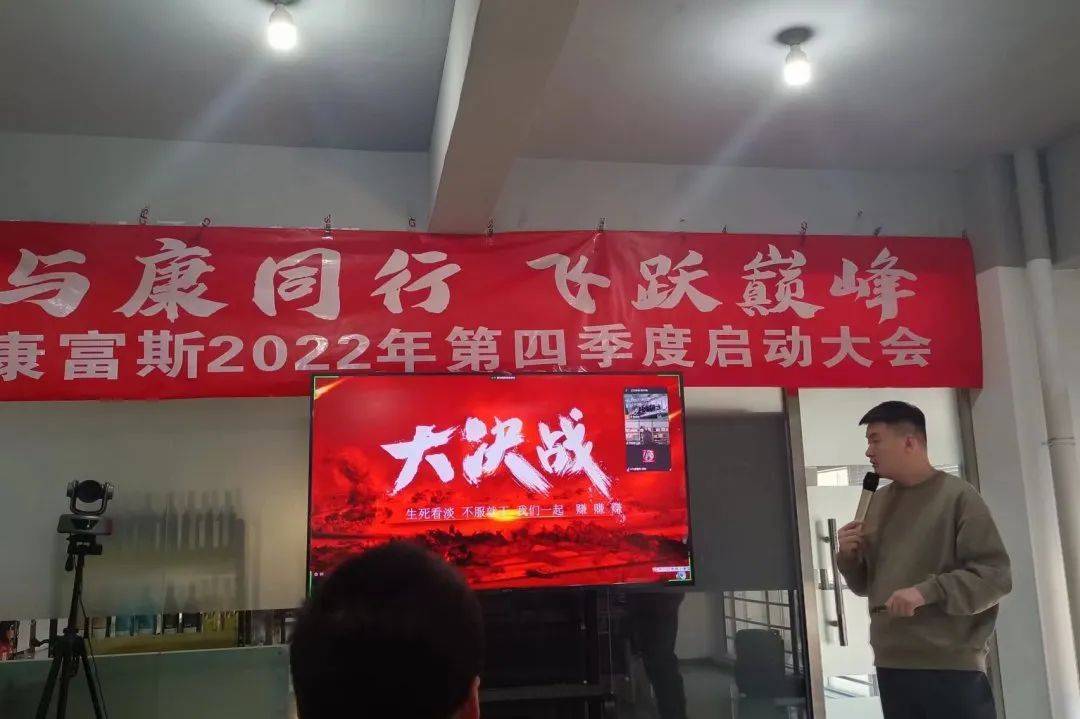 与康同行 飞跃巅峰
康富斯2022年第四季度启动大会
大决战
生死看淡 不服就干 我们一起 赚 赚 赚